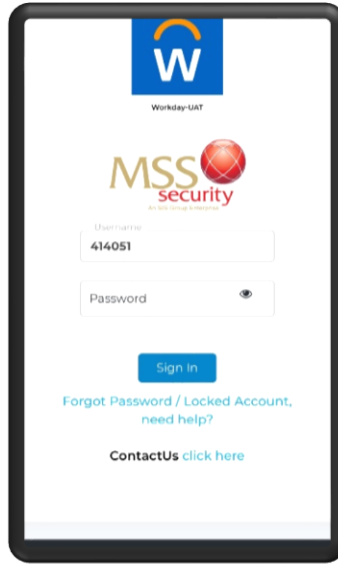 W
Workday-UAT
MSS
security
Username
414051
Password
Sign In
Forgot Password / Locked Account,
need help?
ContactUs click here